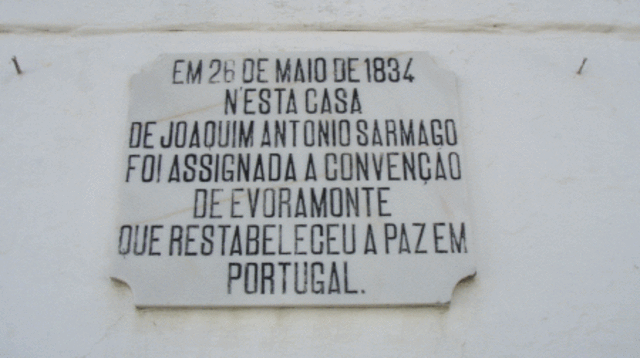 EM 26 DE MAIO DE 1834
N'ESTA CASA
DE JOAQUIM ANTONIO SARMAGO
FOI ASSIGNADA A CONVENÇÃO
DE EVORAMONTE
QUE RESTABELECEU A PAZ EM
PORTUGAL.